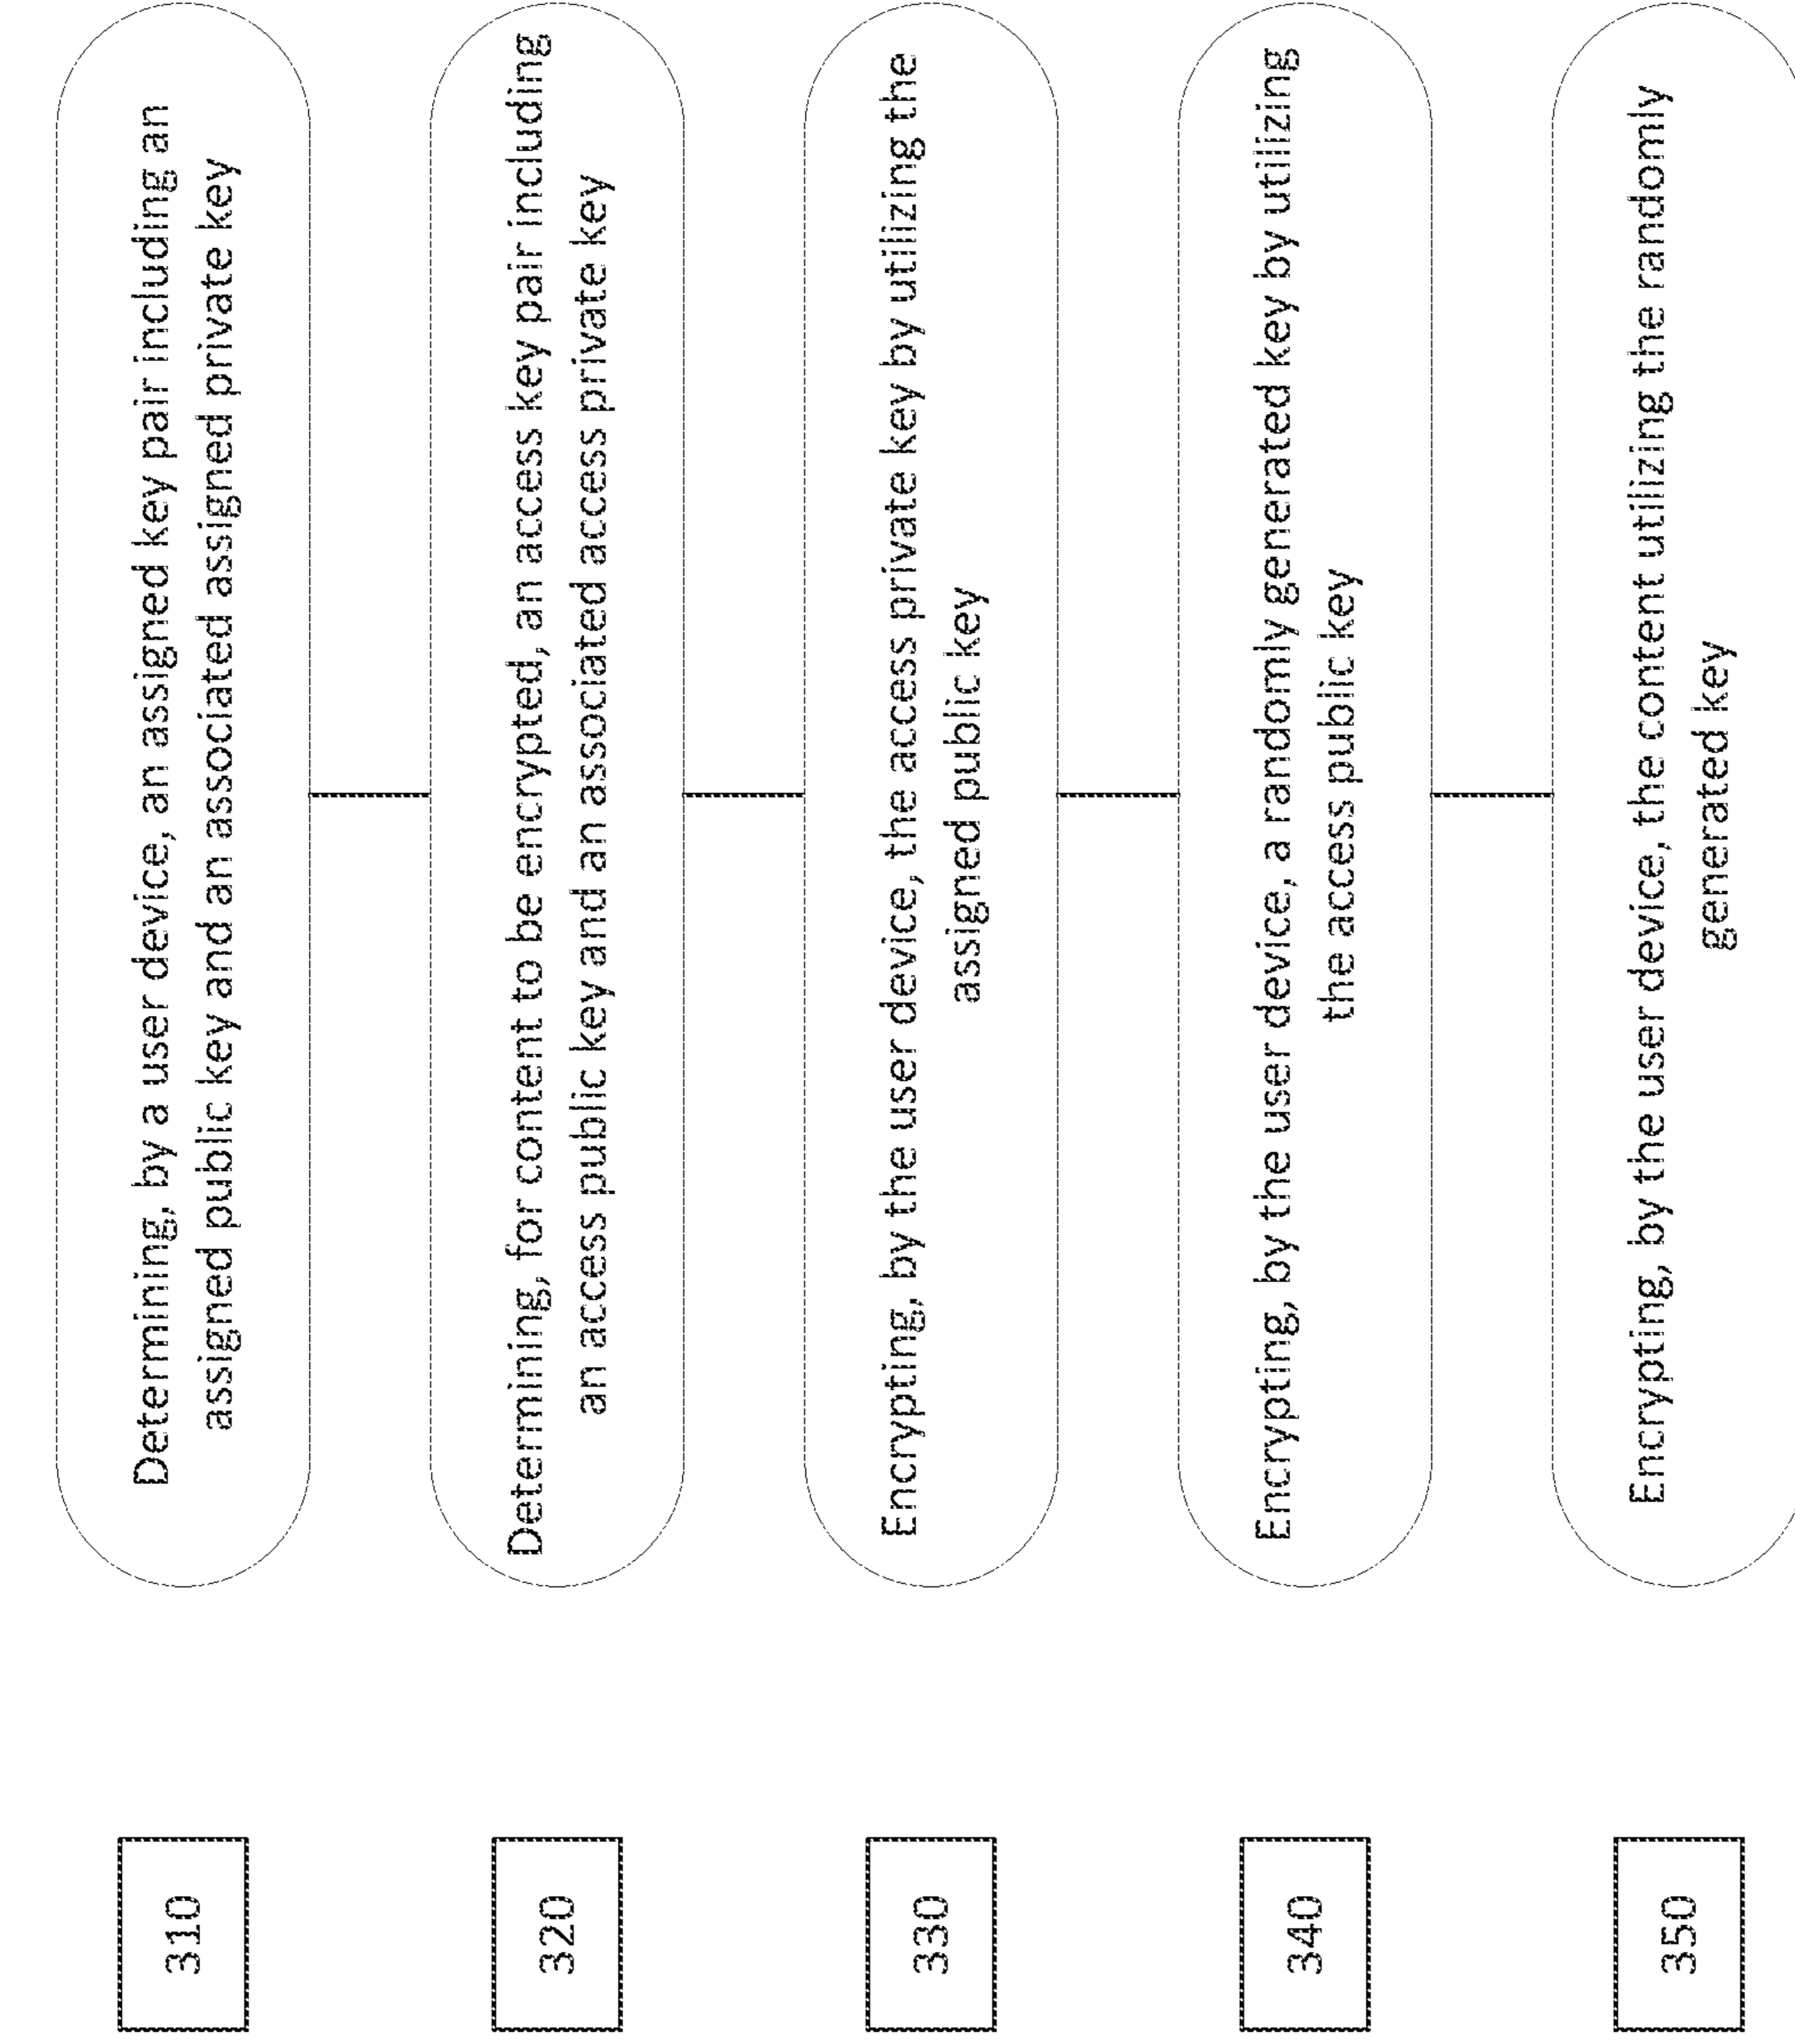 310
Determining, by a user device, an assigned key pair including an
assigned public key and an associated assigned private key
320
Determining, for content to be encrypted, an access key pair including
an access public key and an associated access private key
330
Encrypting, by the user device, the access private key by utilizing the
assigned public key
340
Encrypting, by the user device, a randomly generated key by utilizing
the access public key
350
Encrypting, by the user device, the content utilizing the randomly
generated key